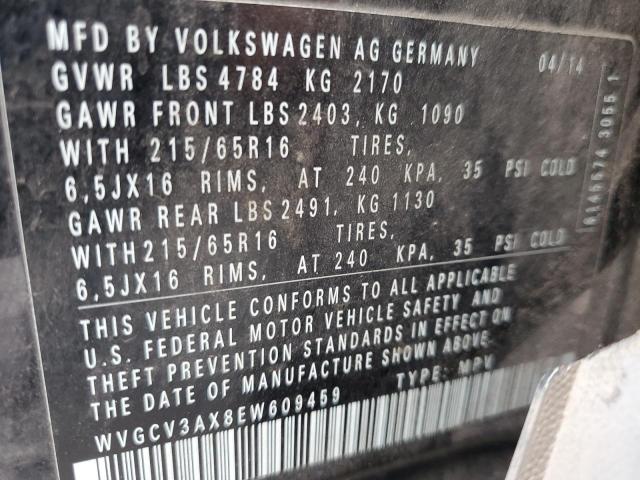 MFD BY VOLKSWAGEN AG GERMANY 04/14
GVWR LBS 4784 KG 2170
GAWR FRONT LBS 2403, KG 1090
WITH 215/65R16 TIRES,
6,5JX16 RIMS, AT 240 KPA, 35 PSI COLD
GAWR REAR LBS 2491, KG 1130
WITH 215/65R16 TIRES,
6,5JX16 RIMS, AT 240 KPA, 35 PSI COLD
THIS VEHICLE CONFORMS TO ALL APPLICABLE
U.S. FEDERAL MOTOR VEHICLE SAFETY AND
THEFT PREVENTION STANDARDS IN EFFECT ON
THE DATE OF MANUFACTURE SHOWN ABOVE.
WVGCV3AX8EW609459 TYPE: MPV